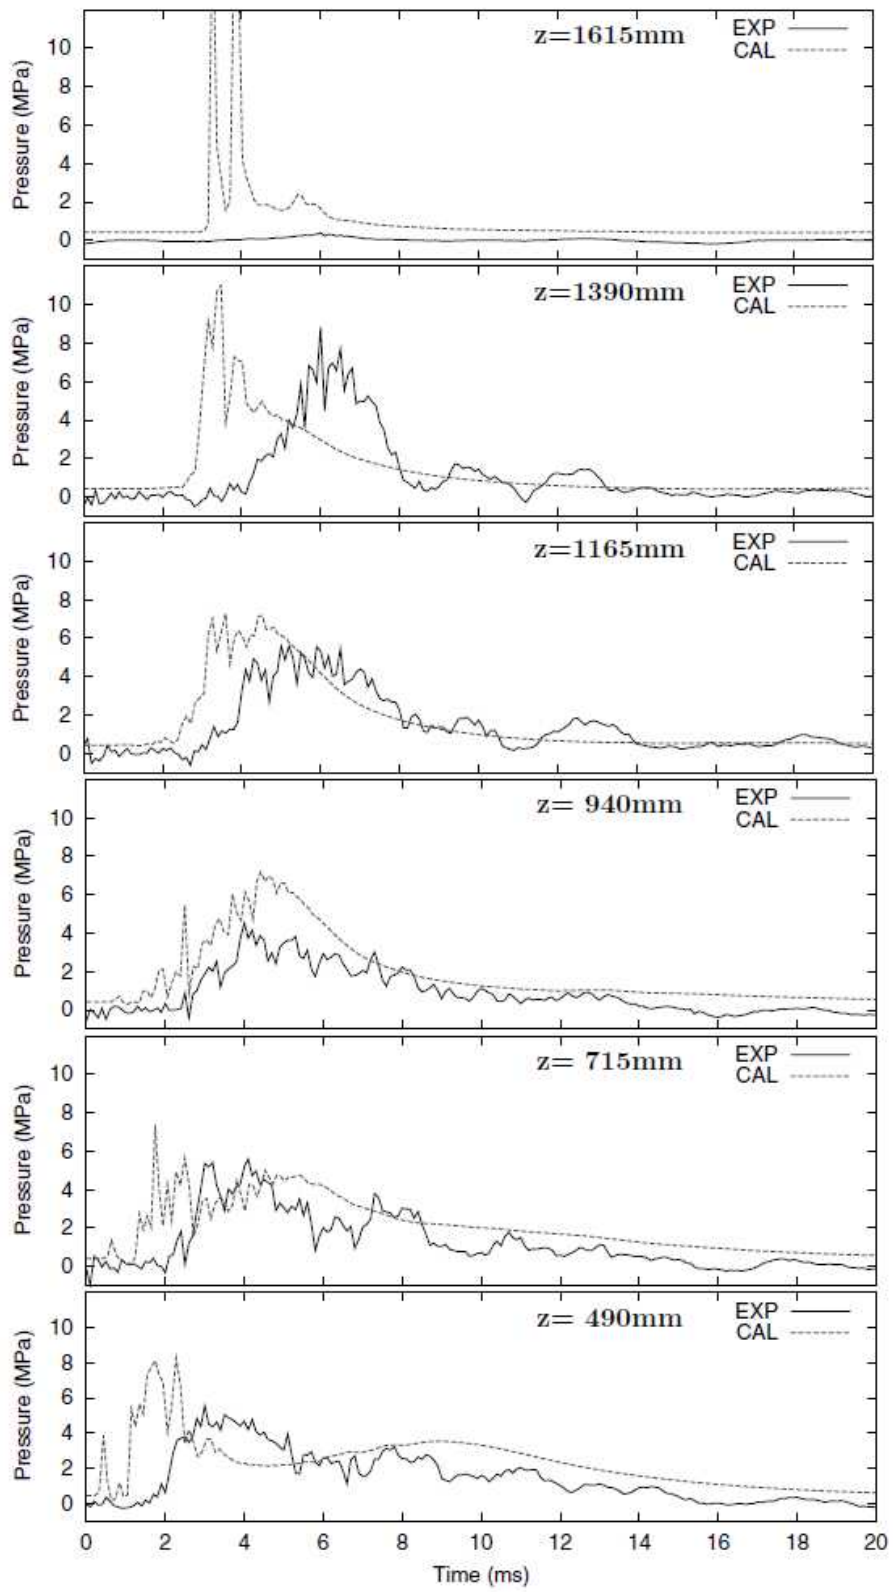 z=1615mm
EXP
CAL
Pressure (MPa)
10
8
6
4
2
0
z=1390mm
EXP
CAL
Pressure (MPa)
10
8
6
4
2
0
z=1165mm
EXP
CAL
Pressure (MPa)
10
8
6
4
2
0
z= 940mm
EXP
CAL
Pressure (MPa)
10
8
6
4
2
0
z= 715mm
EXP
CAL
Pressure (MPa)
10
8
6
4
2
0
z= 490mm
EXP
CAL
Pressure (MPa)
10
8
6
4
2
0
0 2 4 6 8 10 12 14 16 18 20
Time (ms)